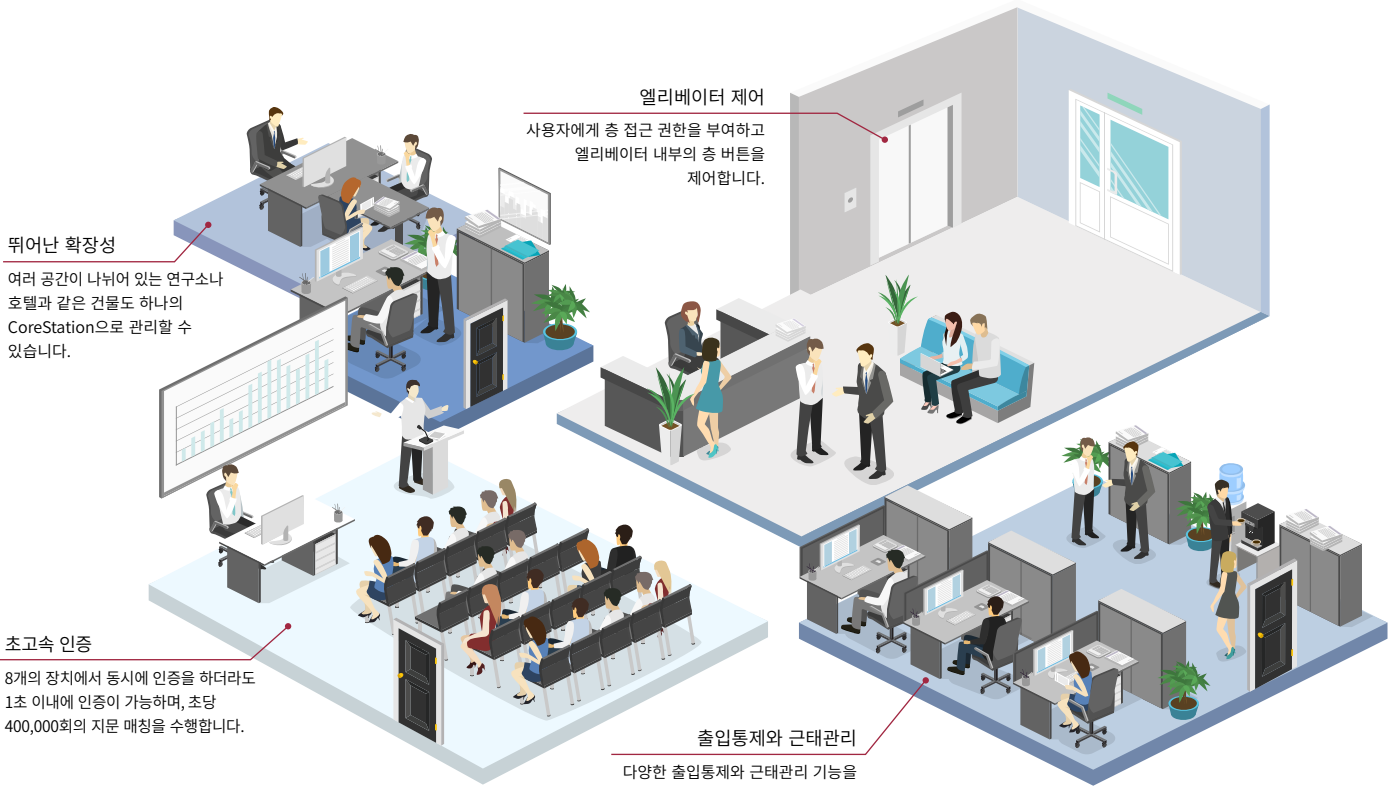 엘리베이터 제어
사용자에게 층 접근 권한을 부여하고
엘리베이터 내부의 층 버튼을
제어합니다.
뛰어난 확장성
여러 공간이 나뉘어 있는 연구소나
호텔과 같은 건물도 하나의
CoreStation으로 관리할 수
있습니다.
초고속 인증
8개의 장치에서 동시에 인증을 하더라도
1초 이내에 인증이 가능하며, 초당
400,000회의 지문 매칭을 수행합니다.
출입통제와 근태관리
다양한 출입통제와 근태관리 기능을